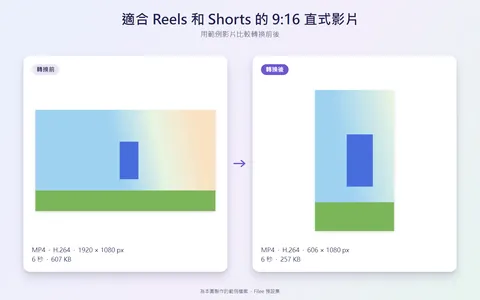 適合 Reels 和 Shorts 的 9:16 直式影片
用範例影片比較轉換前後
轉換前
MP4 · H.264 · 1920 × 1080 px
6 秒 · 607 KB
轉換後
MP4 · H.264 · 606 × 1080 px
6 秒 · 257 KB